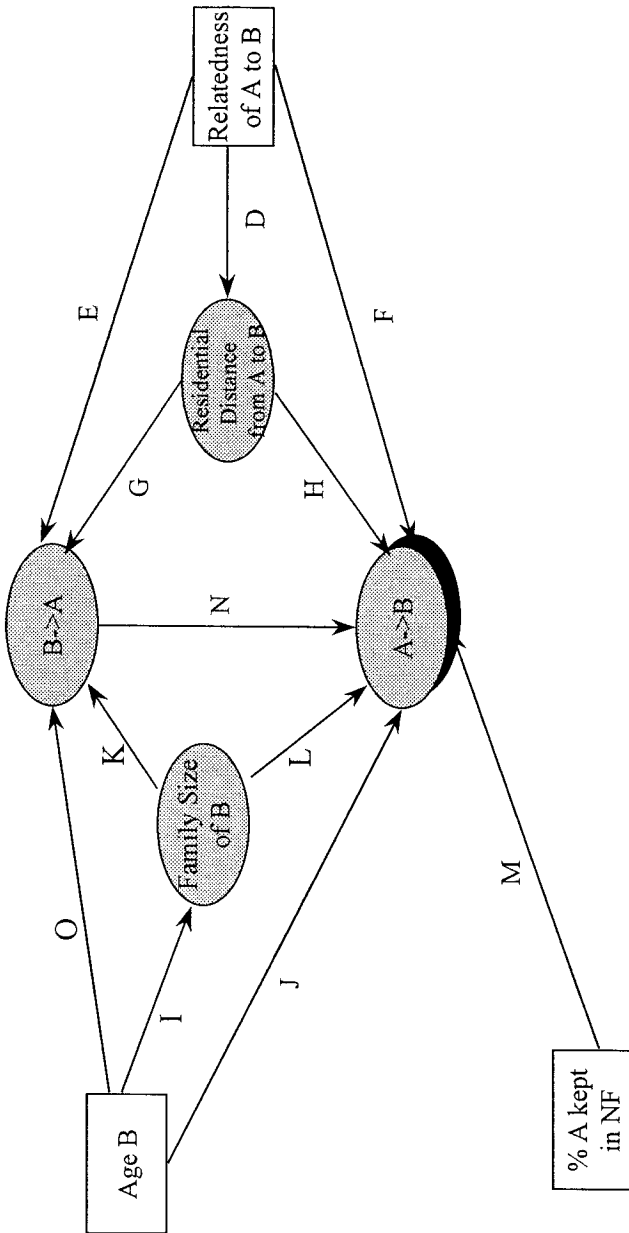 Relatedness
of A to B
E
D
F
Residential
Distance
from A to B
G
H
B->A
N
A->B
K
L
Family Size
of B
O
I
J
M
Age B
% A kept
in NF